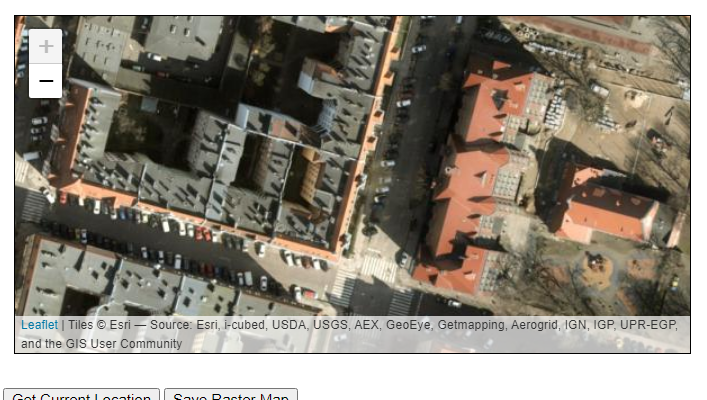 +
−
Leaflet | Tiles © Esri — Source: Esri, i-cubed, USDA, USGS, AEX, GeoEye, Getmapping, Aerogrid, IGN, IGP, UPR-EGP,
and the GIS User Community
Get Current Location Save Raster Map